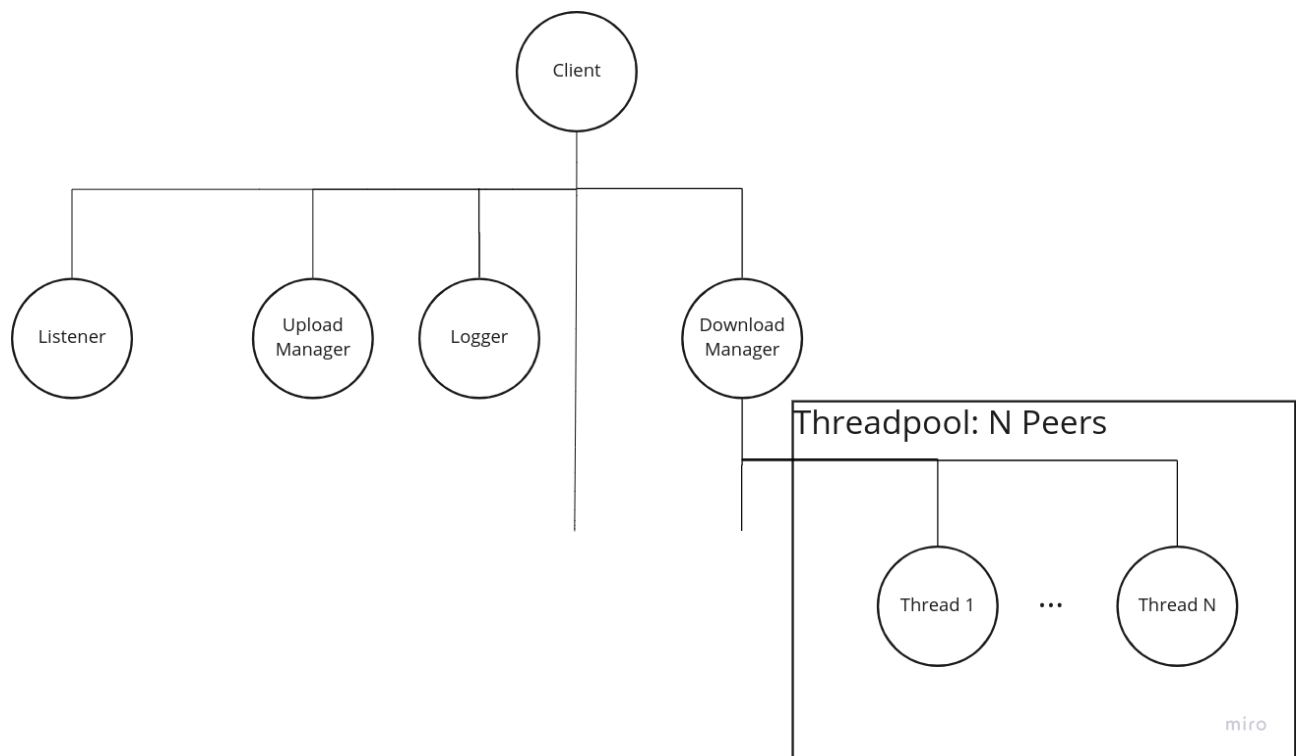 Client
Listener
Upload
Manager
Logger
Download
Manager
Threadpool: N Peers
Thread 1
...
Thread N
miro